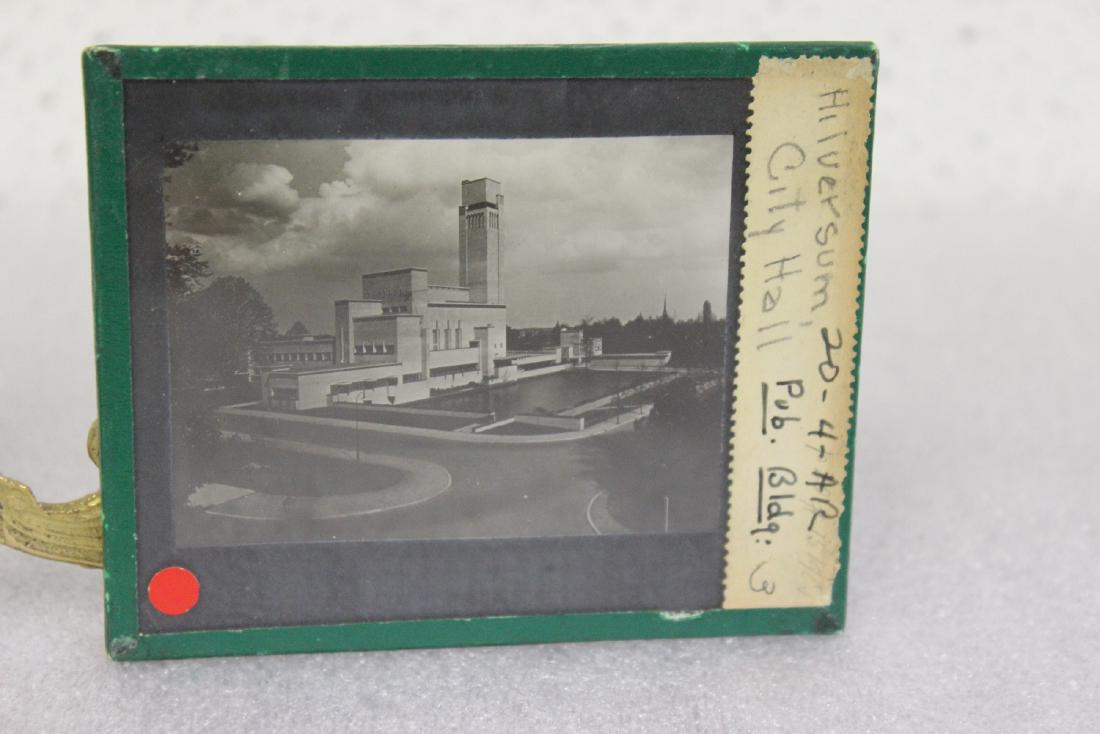 Hilversum 20-4-AR
City Hall Pub. Bldg: 3